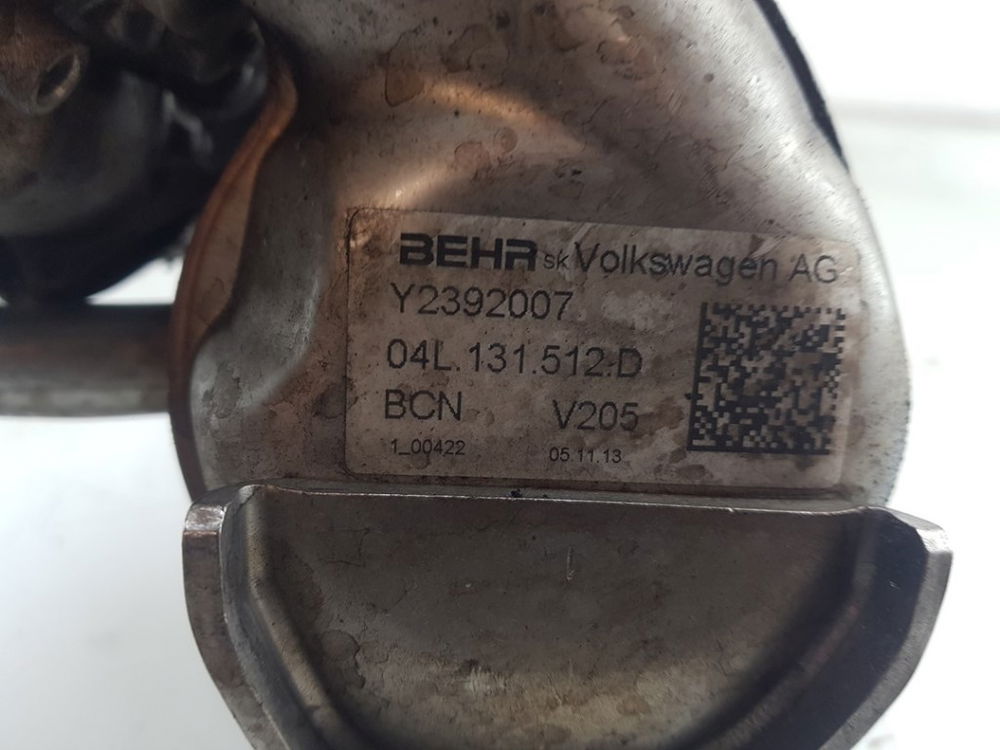 BEHR sk Volkswagen AG
Y2392007
04L.131.512.D
BCN V205
1_00422 05.11.13